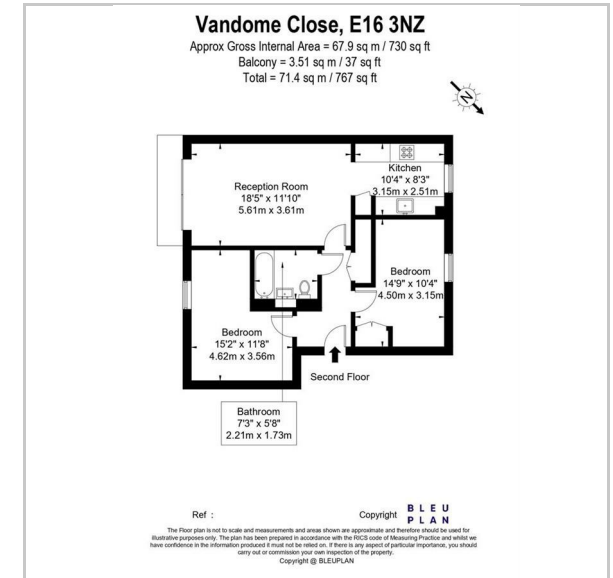 Vandome Close, E16 3NZ
Approx Gross Internal Area = 67.9 sq m / 730 sq ft
Balcony = 3.51 sq m / 37 sq ft
Total = 71.4 sq m / 767 sq ft
N
Kitchen
10'4" x 8'3"
3.15m x 2.51m
Reception Room
18'5" x 11'10"
5.61m x 3.61m
Bedroom
14'9" x 10'4"
4.50m x 3.15m
Bedroom
15'2" x 11'8"
4.62m x 3.56m
Second Floor
Bathroom
7'3" x 5'8"
2.21m x 1.73m
Ref :
Copyright
BLEU
PLAN
The Floor plan is not to scale and measurements and areas shown are approximate and therefore should be used for
illustrative purposes only. The plan has been prepared in accordance with the RICS code of Measuring Practice and whilst we
have confidence in the information produced it must not be relied on. If there is any aspect of particular importance, you should
carry out or commission your own inspection of the property.
Copyright @ BLEUPLAN